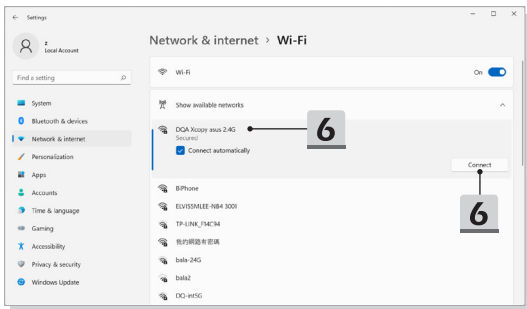 Settings
z
Local Account
Find a setting
System
Bluetooth & devices
Network & internet
Personalization
Apps
Accounts
Time & language
Gaming
Accessibility
Privacy & security
Windows Update
Network & internet > Wi-Fi
Wi-Fi
On
Show available networks
DQA Xcopy asus 2.4G
Secured
Connect automatically
6
Connect
6
BiPhone
ELVISSMLEE-NB4 3001
TP-LINK_F14C94
我的網路有密碼
bala-24G
bala2
DQ-int5G